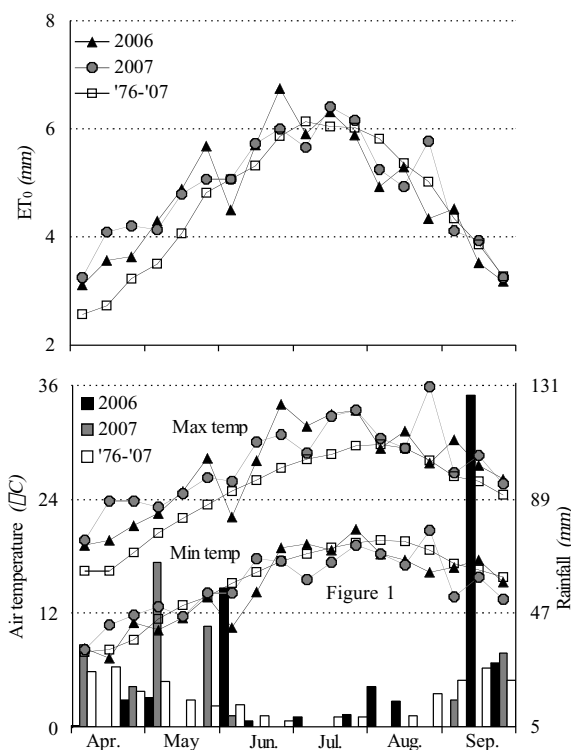 8
2006
2007
'76-'07
6
ET0 (mm)
4
2
36
131
2006
2007
'76-'07
Max temp
24
89
Air temperature (▯C)
Rainfall (mm)
Min temp
Figure 1
12
47
0
5
Apr. May Jun. Jul. Aug. Sep.